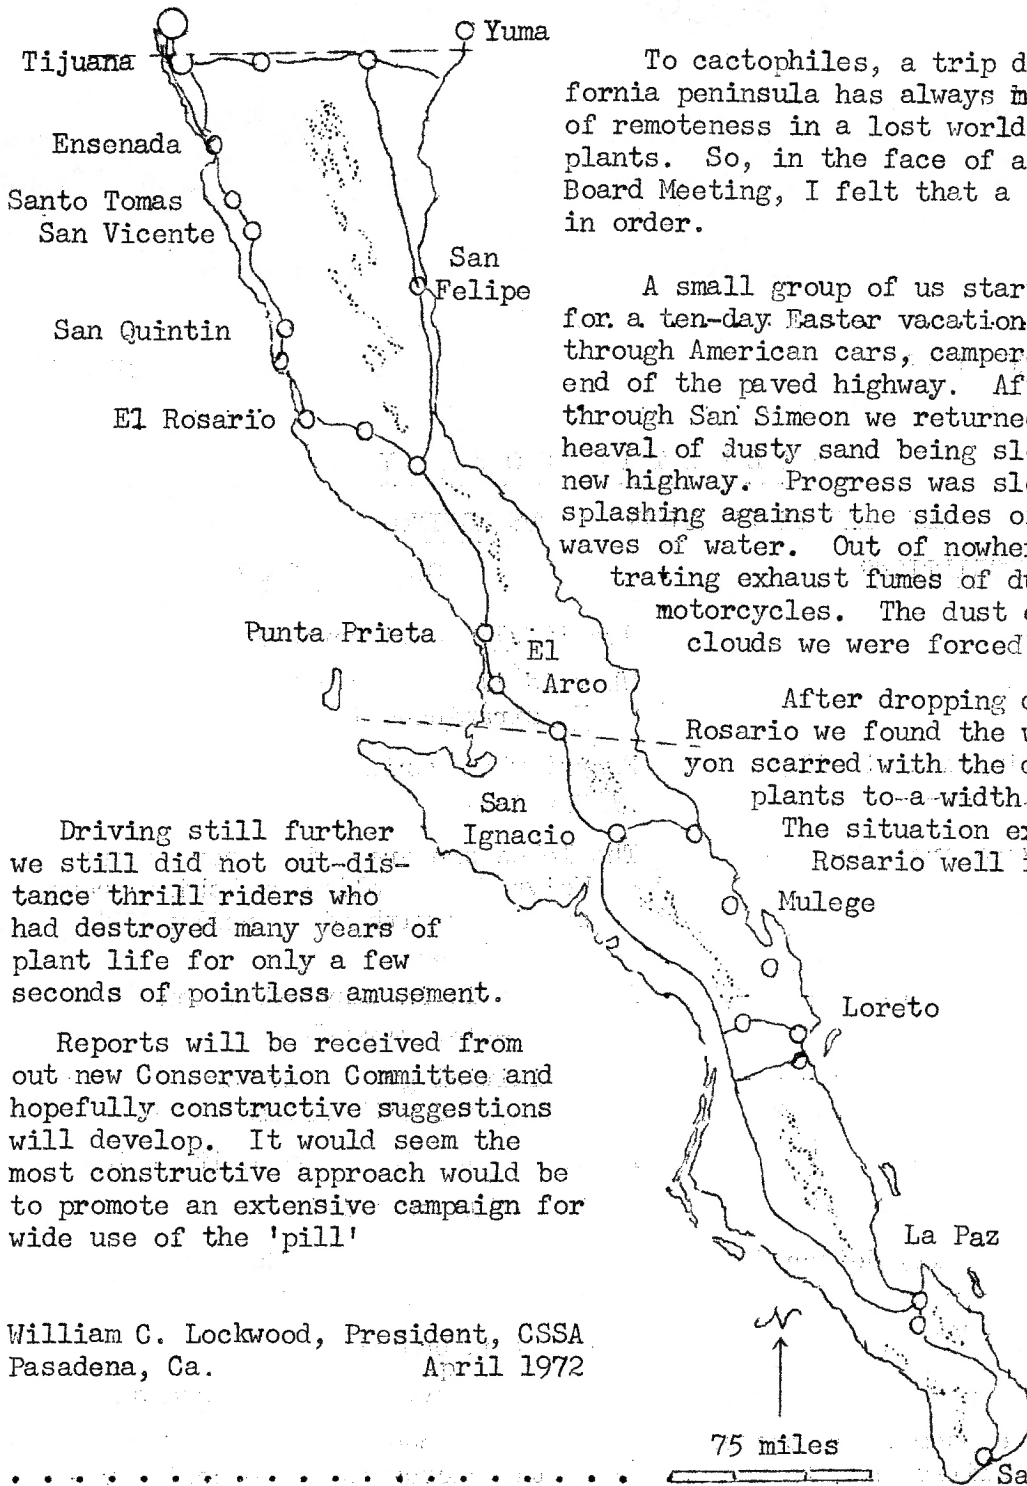 Yuma
Tijuana
Ensenada
Santo Tomas
San Vicente
San Quintin
El Rosario
San
Felipe
Punta Prieta
El
Arco
San
Ignacio
Mulege
Loreto
La Paz
N
75 miles
To cactophiles, a trip d
fornia peninsula has always
of remoteness in a lost world
plants. So, in the face of a
Board Meeting, I felt that a
in order.
A small group of us star
for a ten-day Easter vacation
through American cars, camper
end of the paved highway. Af
through San Simeon we returne
heaval of dusty sand being sl
new highway. Progress was sl
splashing against the sides o
waves of water. Out of nowhe
trating exhaust fumes of d
motorcycles. The dust
clouds we were forced
After dropping
Rosario we found the
yon scarred with the
plants to a width
The situation ex
Rosario well
Driving still further
we still did not out-dis-
tance thrill riders who
had destroyed many years of
plant life for only a few
seconds of pointless amusement.
Reports will be received from
out new Conservation Committee and
hopefully constructive suggestions
will develop. It would seem the
most constructive approach would be
to promote an extensive campaign for
wide use of the 'pill'
William C. Lockwood, President, CSSA
Pasadena, Ca. April 1972
Sa